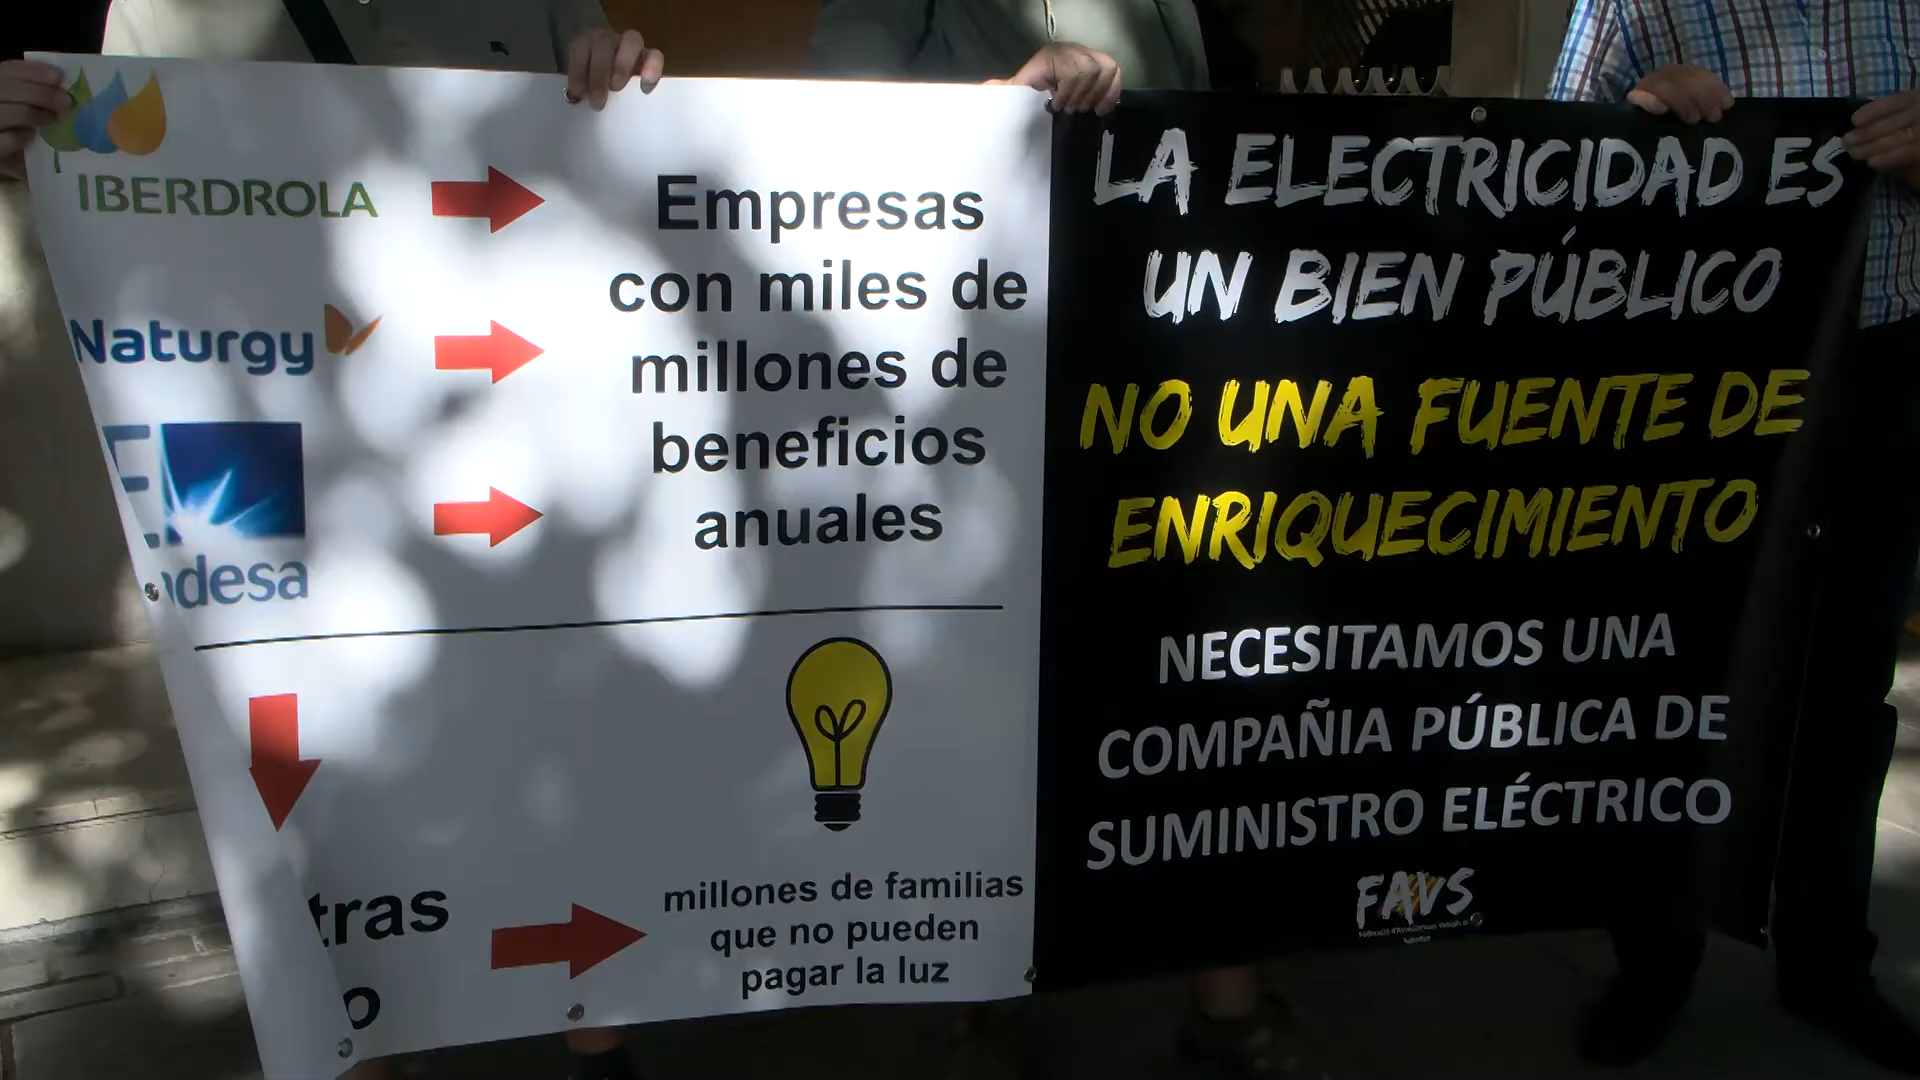 IBERDROLA
Naturgy
desa
Empresas
con miles de
millones de
beneficios
anuales
tras
o
millones de familias
que no pueden
pagar la luz
LA ELECTRICIDAD ES
UN BIEN PÚBLICO
NO UNA FUENTE DE
ENRIQUECIMIENTO
NECESITAMOS UNA
COMPAÑIA PÚBLICA DE
SUMINISTRO ELÉCTRICO
FAVS